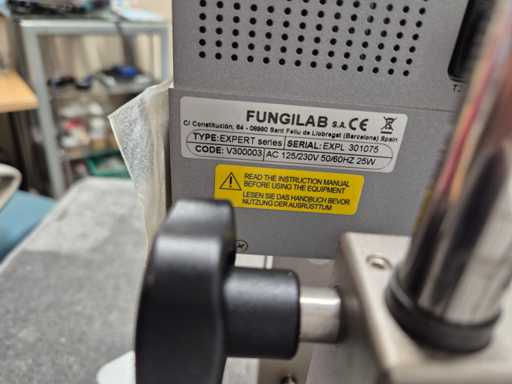 FUNGILAB S.A. CE
C/ Constitución, 64 - 08980 Sant Feliu de Llobregat (Barcelona) Spain
TYPE: EXPERT series SERIAL: EXPL 301075
CODE: V300003 AC 125/230V 50/60HZ 25W
READ THE INSTRUCTION MANUAL
BEFORE USING THE EQUIPMENT
LESEN SIE DAS HANDBUCH BEVOR
NUTZUNG DER AUSRÜSTTUM